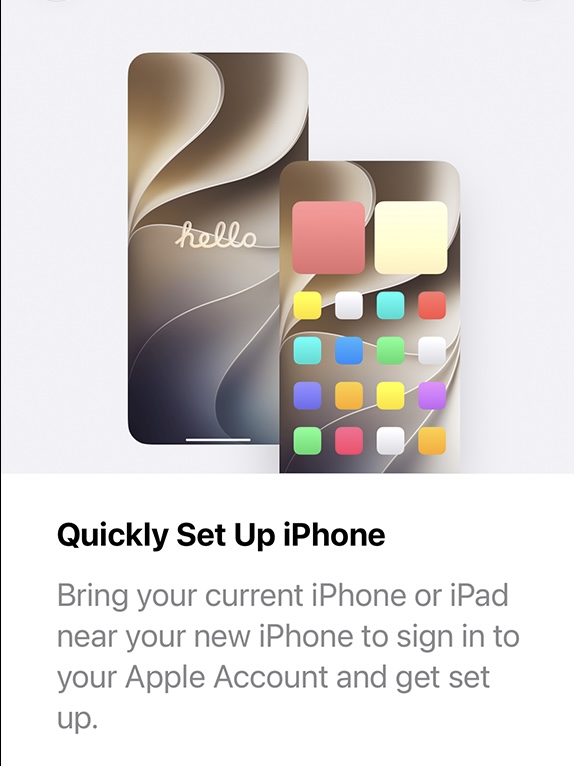 hello
Quickly Set Up iPhone
Bring your current iPhone or iPad
near your new iPhone to sign in to
your Apple Account and get set
up.